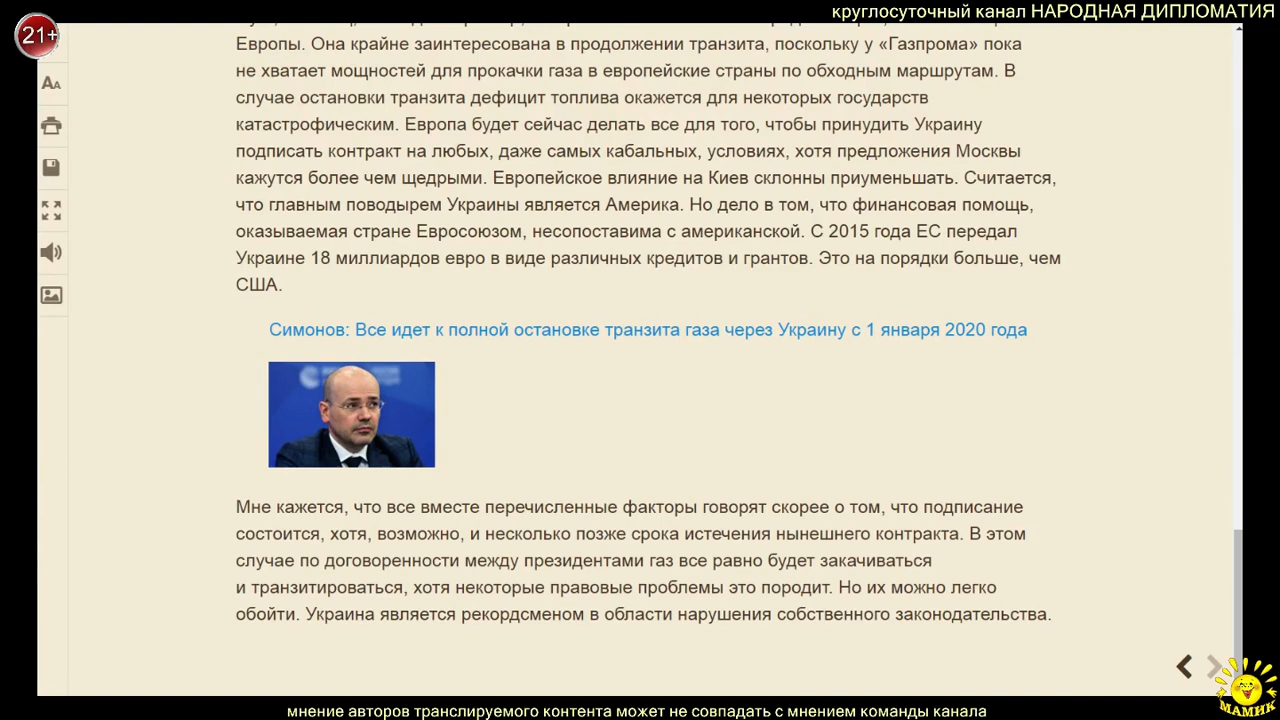 круглосуточный канал НАРОДНАЯ ДИПЛОМАТИЯ
21+
Европы. Она крайне заинтересована в продолжении транзита, поскольку у «Газпрома» пока
не хватает мощностей для прокачки газа в европейские страны по обходным маршрутам. В
случае остановки транзита дефицит топлива окажется для некоторых государств
катастрофическим. Европа будет сейчас делать все для того, чтобы принудить Украину
подписать контракт на любых, даже самых кабальных, условиях, хотя предложения Москвы
кажутся более чем щедрыми. Европейское влияние на Киев склонны приуменьшать. Считается,
что главным поводырем Украины является Америка. Но дело в том, что финансовая помощь,
оказываемая стране Евросоюзом, несопоставима с американской. С 2015 года ЕС передал
Украине 18 миллиардов евро в виде различных кредитов и грантов. Это на порядки больше, чем
США.
Симонов: Все идет к полной остановке транзита газа через Украину с 1 января 2020 года
Мне кажется, что все вместе перечисленные факторы говорят скорее о том, что подписание
состоится, хотя, возможно, и несколько позже срока истечения нынешнего контракта. В этом
случае по договоренности между президентами газ все равно будет закачиваться
и транзитироваться, хотя некоторые правовые проблемы это породит. Но их можно легко
обойти. Украина является рекордсменом в области нарушения собственного законодательства.
МАМИК
мнение авторов транслируемого контента может не совпадать с мнением команды канала